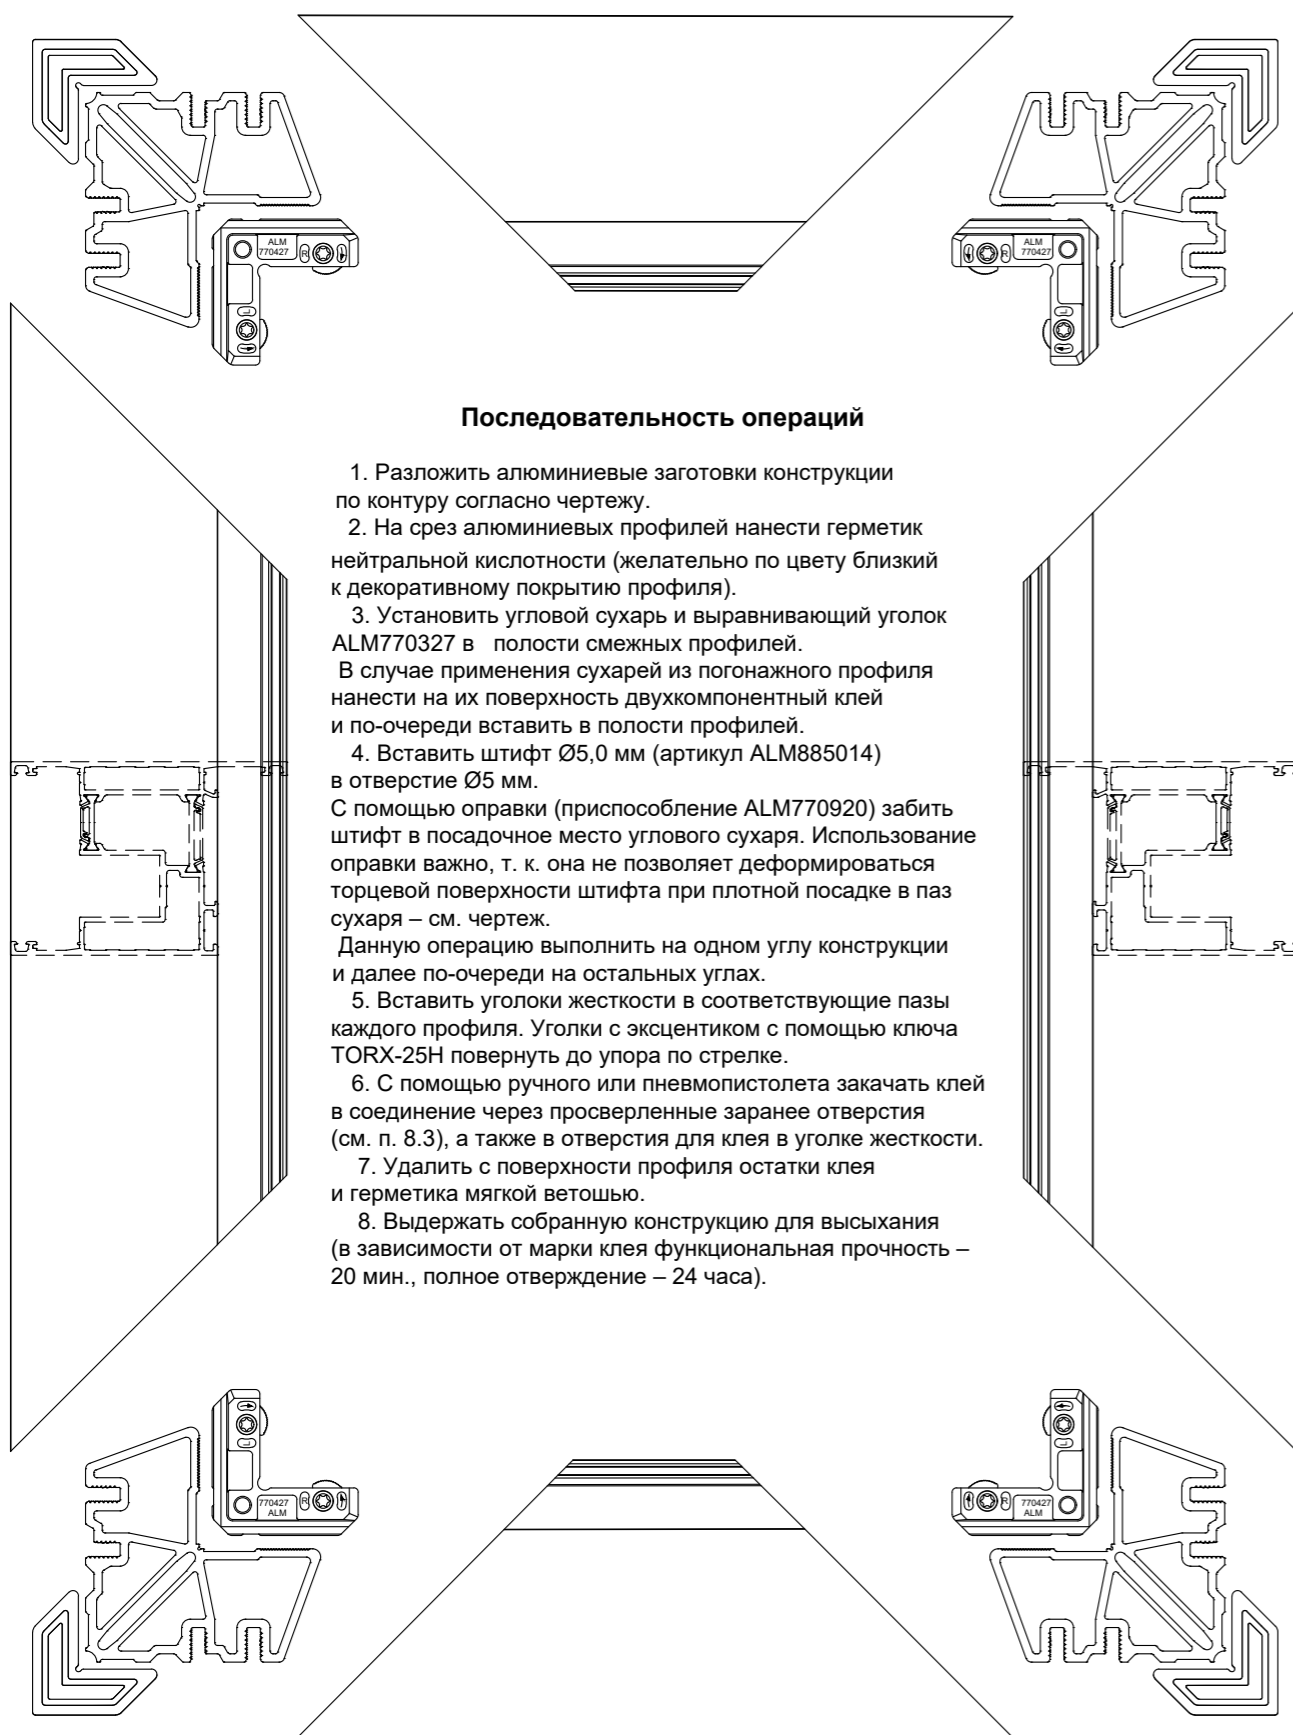 ALM
770427
R
L
ALM
770427
R
L
Последовательность операций
1. Разложить алюминиевые заготовки конструкции
по контуру согласно чертежу.
2. На срез алюминиевых профилей нанести герметик
нейтральной кислотности (желательно по цвету близкий
к декоративному покрытию профиля).
3. Установить угловой сухарь и выравнивающий уголок
ALM770327 в полости смежных профилей.
В случае применения сухарей из погонажного профиля
нанести на их поверхность двухкомпонентный клей
и по-очереди вставить в полости профилей.
4. Вставить штифт Ø5,0 мм (артикул ALM885014)
в отверстие Ø5 мм.
С помощью оправки (приспособление ALM770920) забить
штифт в посадочное место углового сухаря. Использование
оправки важно, т. к. она не позволяет деформироваться
торцевой поверхности штифта при плотной посадке в паз
сухаря – см. чертеж.
Данную операцию выполнить на одном углу конструкции
и далее по-очереди на остальных углах.
5. Вставить уголоки жесткости в соответствующие пазы
каждого профиля. Уголки с эксцентиком с помощью ключа
TORX-25H повернуть до упора по стрелке.
6. С помощью ручного или пневмопистолета закачать клей
в соединение через просверленные заранее отверстия
(см. п. 8.3), а также в отверстия для клея в уголке жесткости.
7. Удалить с поверхности профиля остатки клея
и герметика мягкой ветошью.
8. Выдержать собранную конструкцию для высыхания
(в зависимости от марки клея функциональная прочность –
20 мин., полное отверждение – 24 часа).
L
770427
ALM
R
L
770427
ALM
R